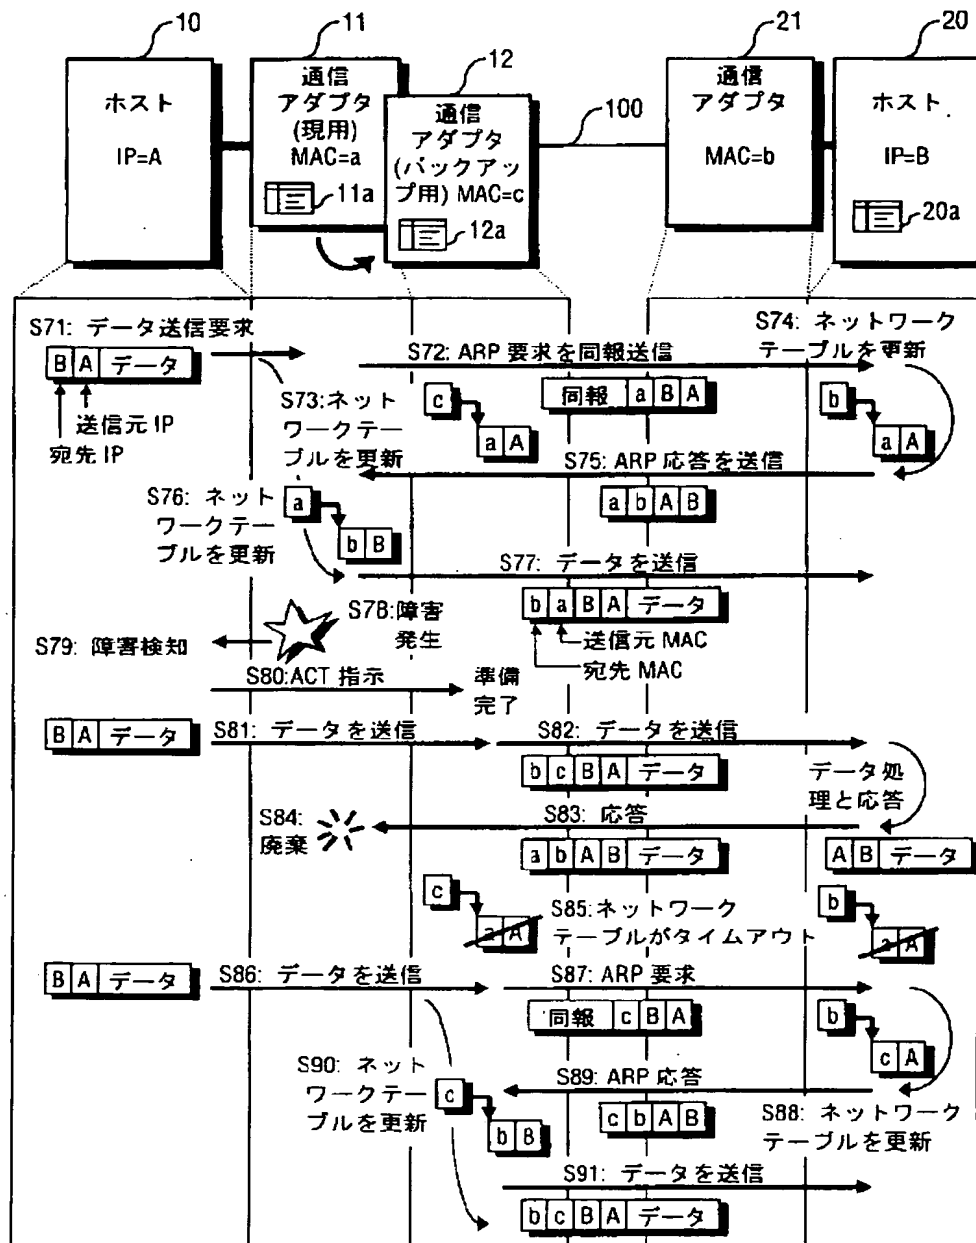 10
11
12
21
20
ホスト
IP=A
通信
アダプタ
(現用)
MAC=a
11a
通信
アダプタ
(バックアッ
プ用) MAC=c
12a
100
通信
アダプタ
MAC=b
ホスト
IP=B
20a
S71: データ送信要求
B A データ
送信元 IP
宛先 IP
S72: ARP 要求を同報送信
同報 a B A
S73:ネット
ワークテー
ブルを更新
c
a A
S74: ネットワーク
テーブルを更新
b
a A
S75: ARP 応答を送信
a b A B
S76: ネット
ワークテー
ブルを更新
a
b B
S77: データを送信
b a B A データ
送信元 MAC
宛先 MAC
S78:障害
発生
S79: 障害検知
S80:ACT 指示
準備
完了
B A データ
S81: データを送信
S82: データを送信
b c B A データ
データ処
理と応答
S83: 応答
a b A B データ
A B データ
S84:
廃棄
c
a A
S85:ネットワーク
テーブルがタイムアウト
b
a A
B A データ
S86: データを送信
S87: ARP 要求
同報 c B A
b
c A
S88: ネットワーク
テーブルを更新
S89: ARP 応答
c b A B
S90: ネット
ワークテー
ブルを更新
c
b B
S91: データを送信
b c B A データ